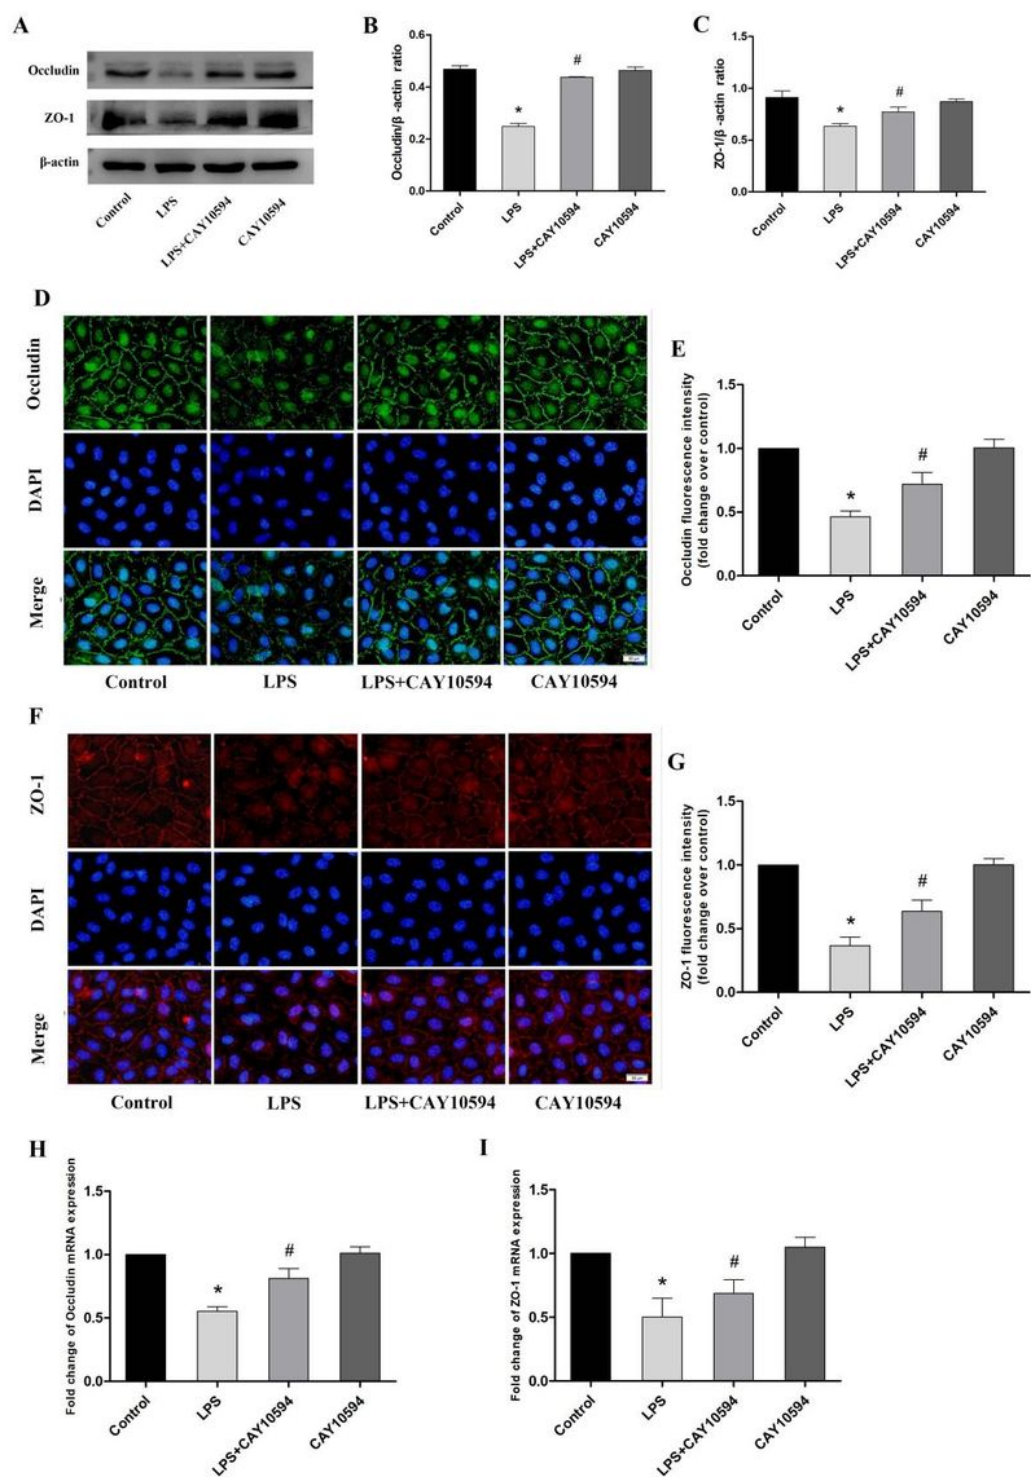 A
Occludin
ZO-1
β-actin
Control
LPS
LPS+CAY10594
CAY10594
B
Occludin/β -actin ratio
0.6
0.4
0.2
0.0
*
#
Control
LPS
LPS+CAY10594
CAY10594
C
ZO-1/β -actin ratio
1.5
1.0
0.5
0.0
*
#
Control
LPS
LPS+CAY10594
CAY10594
D
Occludin
DAPI
Merge
Control
LPS
LPS+CAY10594
CAY10594
E
Occludin fluorescence intensity
(fold change over control)
1.5
1.0
0.5
0.0
*
#
Control
LPS
LPS+CAY10594
CAY10594
F
ZO-1
DAPI
Merge
Control
LPS
LPS+CAY10594
CAY10594
G
ZO-1 fluorescence intensity
(fold change over control)
1.5
1.0
0.5
0.0
*
#
Control
LPS
LPS+CAY10594
CAY10594
H
Fold change of Occludin mRNA expression
1.5
1.0
0.5
0.0
*
#
Control
LPS
LPS+CAY10594
CAY10594
I
Fold change of ZO-1 mRNA expression
1.5
1.0
0.5
0.0
*
#
Control
LPS
LPS+CAY10594
CAY10594